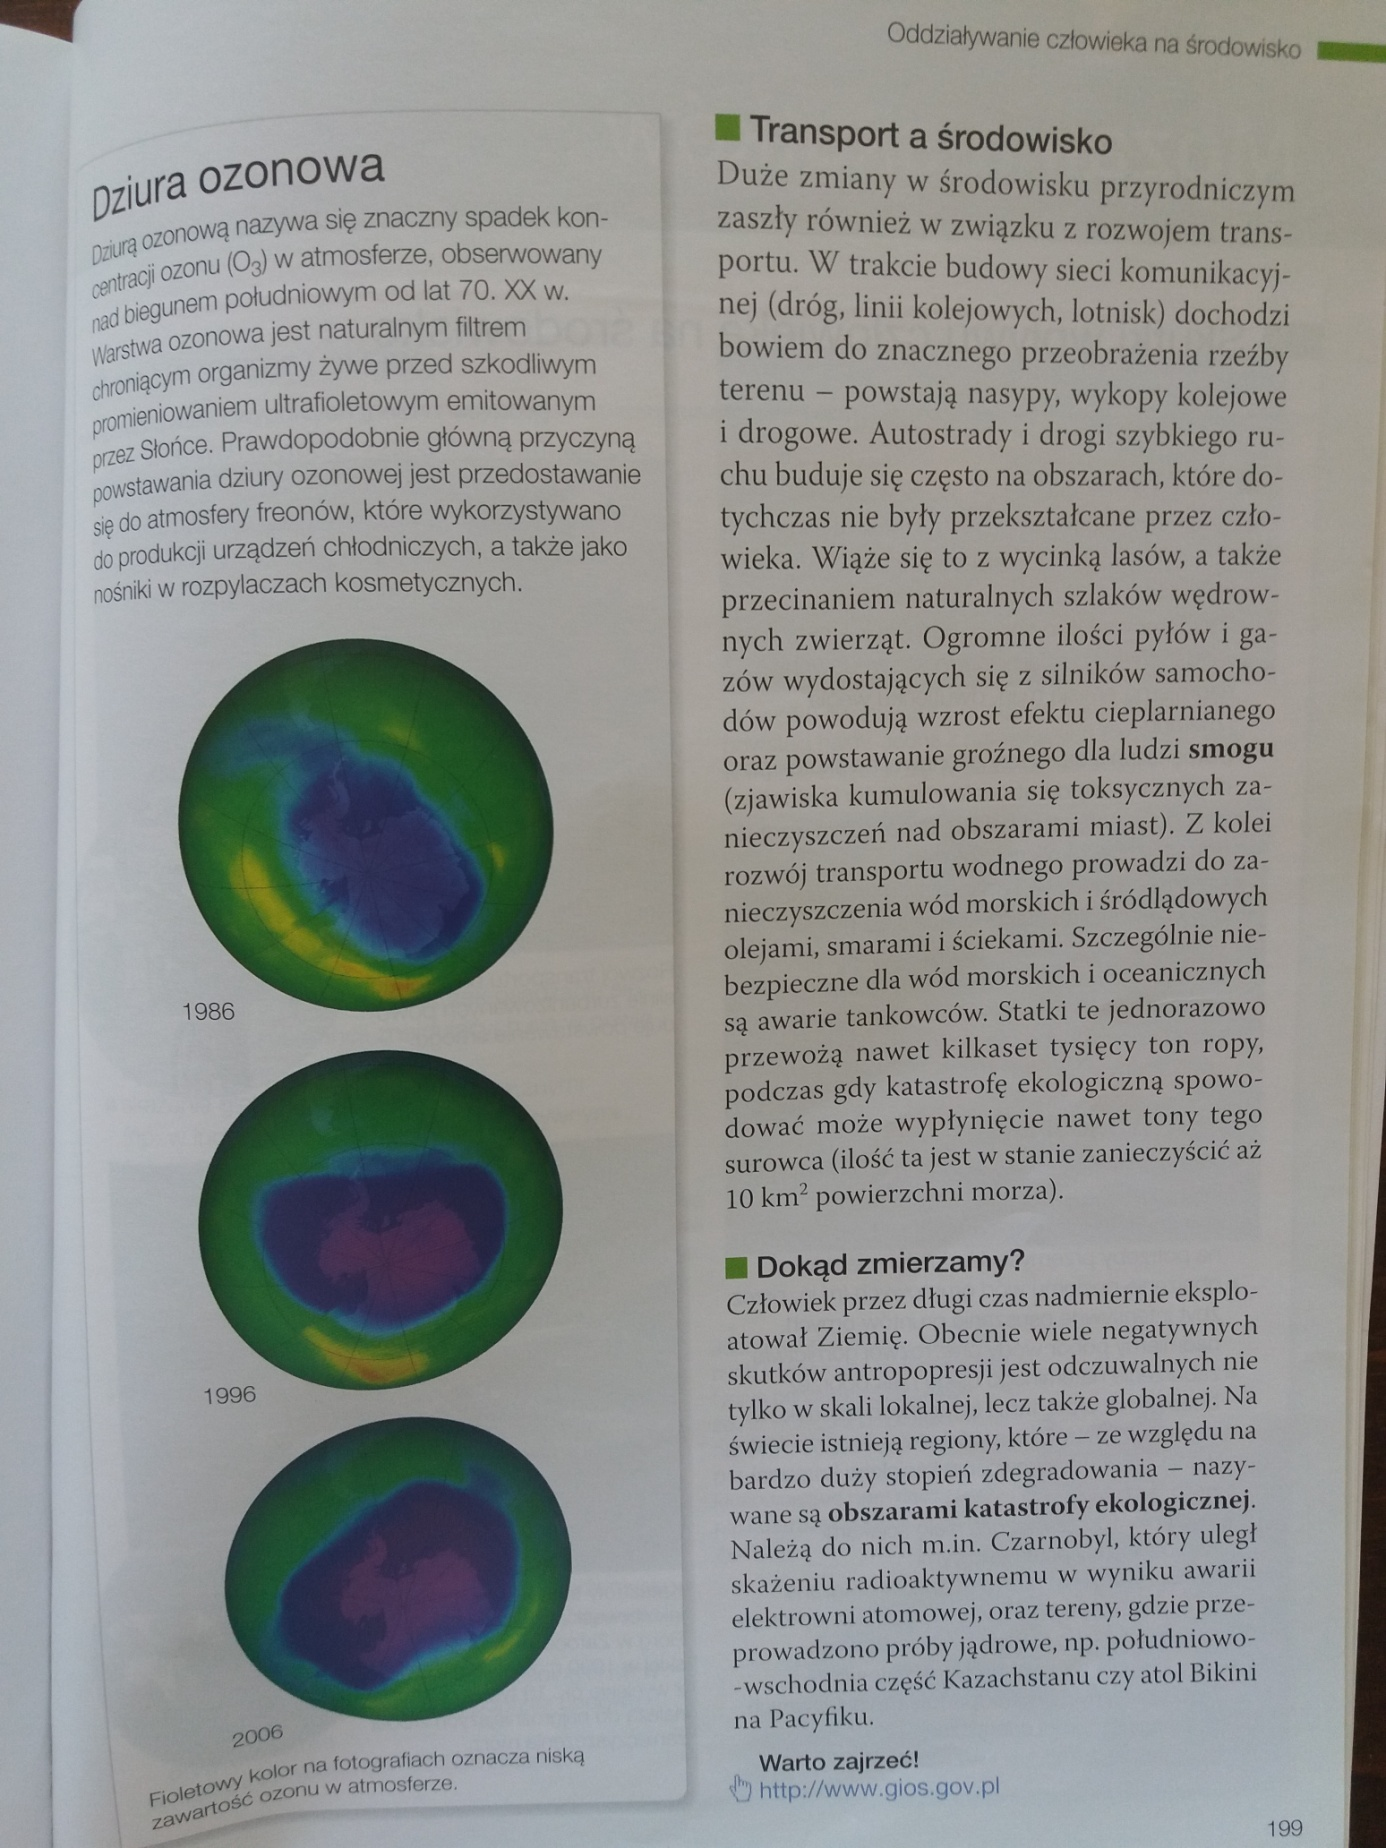 Oddziaływanie człowieka na środowisko
Dziura ozonowa
Dziurą ozonową nazywa się znaczny spadek kon-
centracji ozonu (O₃) w atmosferze, obserwowany
nad biegunem południowym od lat 70. XX w.
Warstwa ozonowa jest naturalnym filtrem
chroniącym organizmy żywe przed szkodliwym
promieniowaniem ultrafioletowym emitowanym
przez Słońce. Prawdopodobnie główną przyczyną
powstawania dziury ozonowej jest przedostawanie
się do atmosfery freonów, które wykorzystywano
do produkcji urządzeń chłodniczych, a także jako
nośniki w rozpylaczach kosmetycznych.
1986
1996
2006
Fioletowy kolor na fotografiach oznacza niską
zawartość ozonu w atmosferze.
Transport a środowisko
Duże zmiany w środowisku przyrodniczym
zaszły również w związku z rozwojem trans-
portu. W trakcie budowy sieci komunikacyj-
nej (dróg, linii kolejowych, lotnisk) dochodzi
bowiem do znacznego przeobrażenia rzeźby
terenu – powstają nasypy, wykopy kolejowe
i drogowe. Autostrady i drogi szybkiego ru-
chu buduje się często na obszarach, które do-
tychczas nie były przekształcane przez czło-
wieka. Wiąże się to z wycinką lasów, a także
przecinaniem naturalnych szlaków wędrow-
nych zwierząt. Ogromne ilości pyłów i ga-
zów wydostających się z silników samocho-
dów powodują wzrost efektu cieplarnianego
oraz powstawanie groźnego dla ludzi smogu
(zjawiska kumulowania się toksycznych za-
nieczyszczeń nad obszarami miast). Z kolei
rozwój transportu wodnego prowadzi do za-
nieczyszczenia wód morskich i śródlądowych
olejami, smarami i ściekami. Szczególnie nie-
bezpieczne dla wód morskich i oceanicznych
są awarie tankowców. Statki te jednorazowo
przewożą nawet kilkaset tysięcy ton ropy,
podczas gdy katastrofę ekologiczną spowo-
dować może wypłynięcie nawet tony tego
surowca (ilość ta jest w stanie zanieczyścić aż
10 km² powierzchni morza).
Dokąd zmierzamy?
Człowiek przez długi czas nadmiernie eksplo-
atował Ziemię. Obecnie wiele negatywnych
skutków antropopresji jest odczuwalnych nie
tylko w skali lokalnej, lecz także globalnej. Na
świecie istnieją regiony, które – ze względu na
bardzo duży stopień zdegradowania – nazy-
wane są obszarami katastrofy ekologicznej.
Należą do nich m.in. Czarnobyl, który uległ
skażeniu radioaktywnemu w wyniku awarii
elektrowni atomowej, oraz tereny, gdzie prze-
prowadzono próby jądrowe, np. południowo-
-wschodnia część Kazachstanu czy atol Bikini
na Pacyfiku.
Warto zajrzeć!
http://www.gios.gov.pl
199